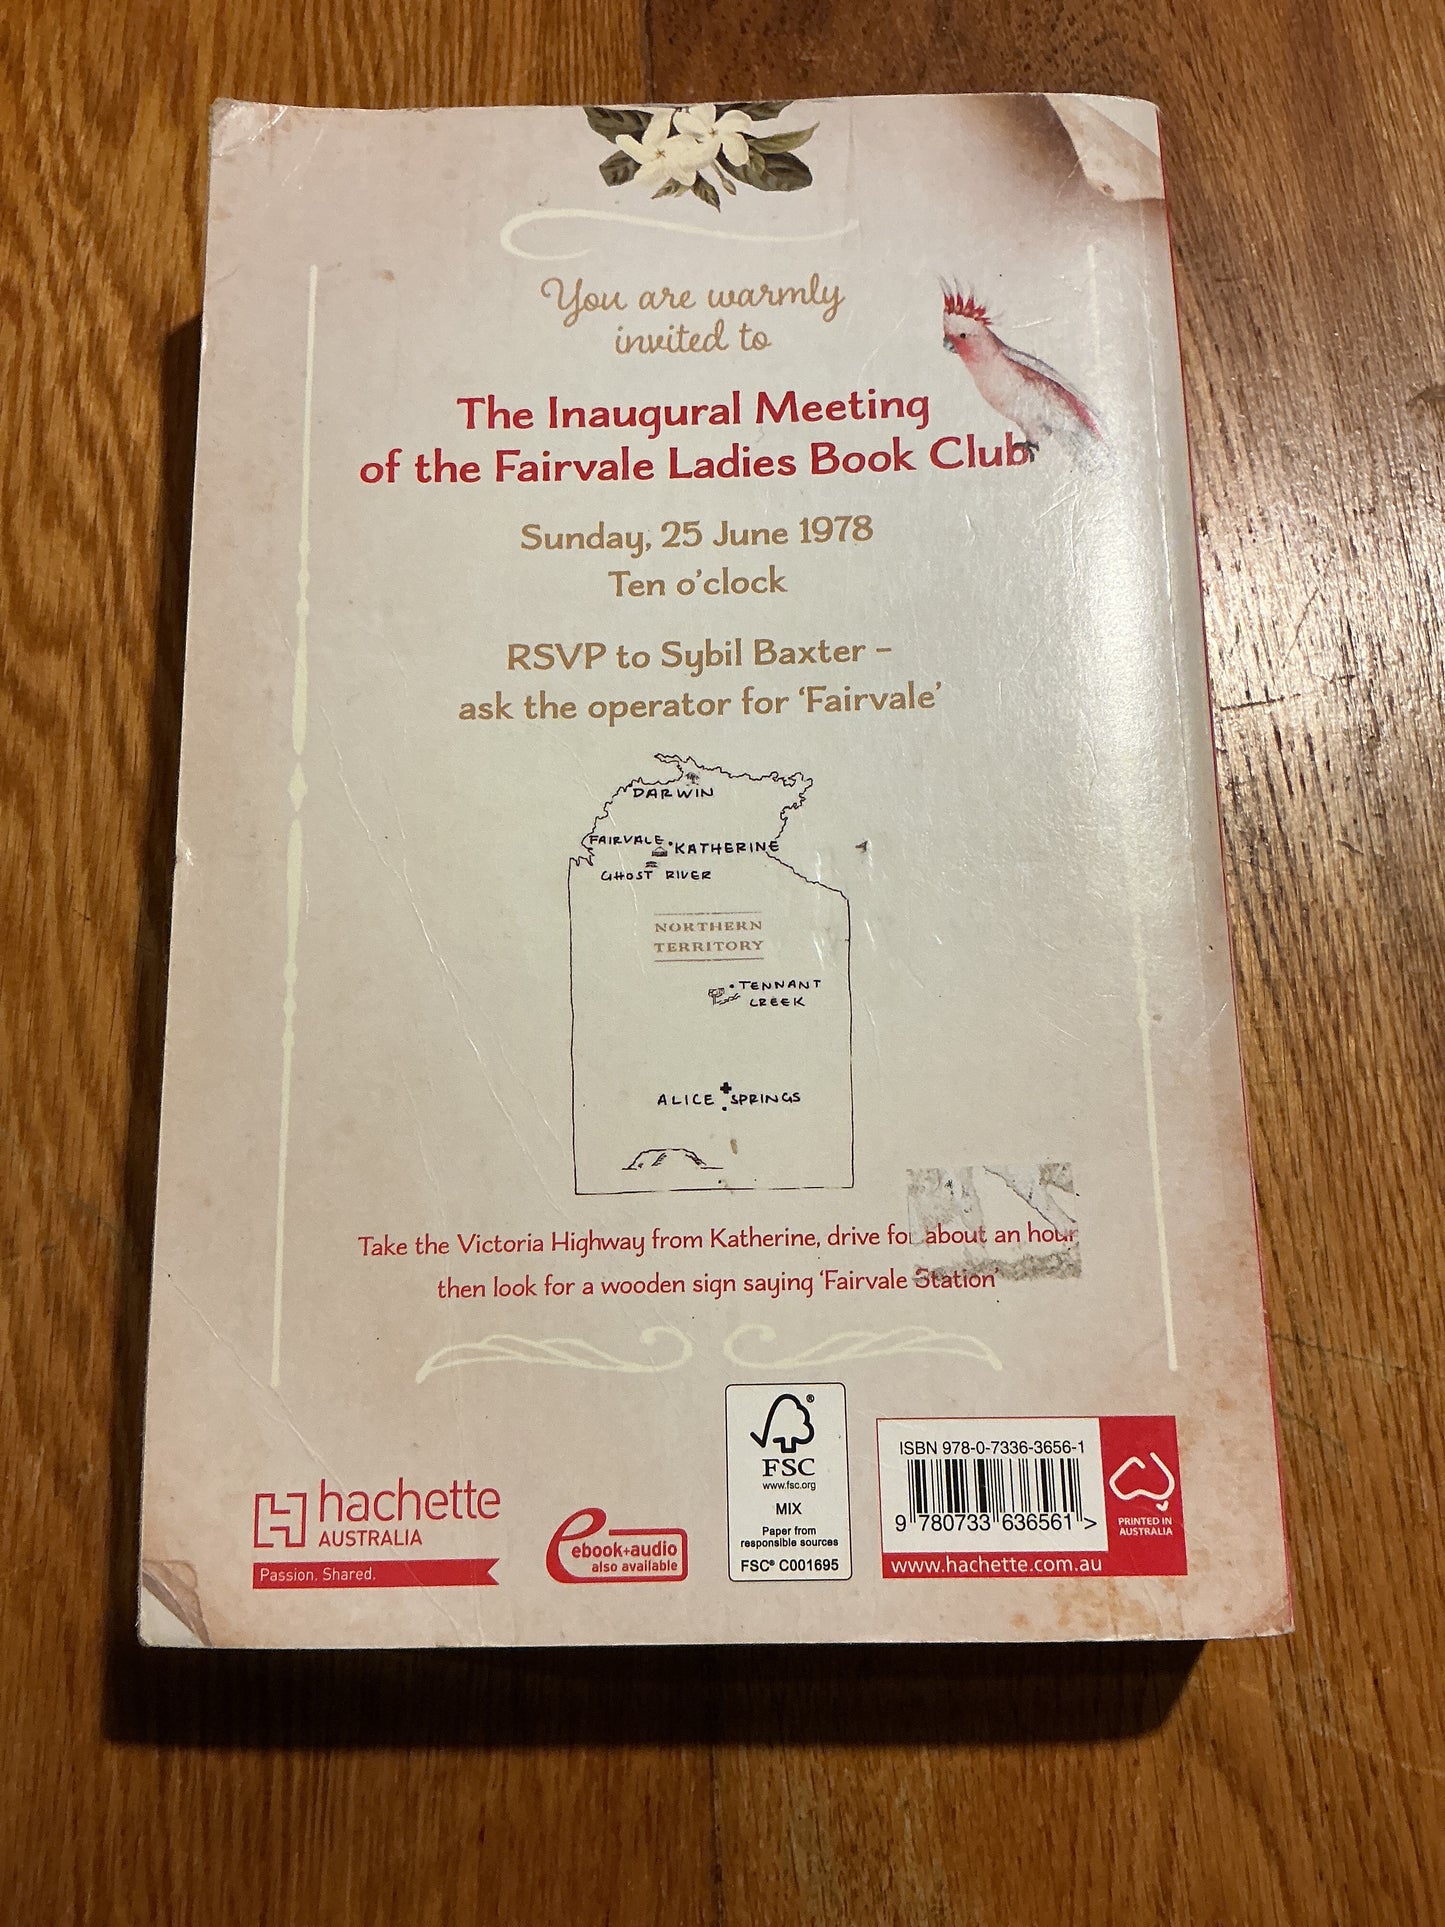 You are warmly
invited to
The Inaugural Meeting
of the Fairvale Ladies Book Club
Sunday, 25 June 1978
Ten o'clock
RSVP to Sybil Baxter –
ask the operator for 'Fairvale'
DARWIN
FAIRVALE
KATHERINE
GHOST RIVER
NORTHERN
TERRITORY
TENNANT
CREEK
ALICE SPRINGS
Take the Victoria Highway from Katherine, drive for about an hour
then look for a wooden sign saying 'Fairvale Station'
hachette
AUSTRALIA
Passion. Shared.
ebook+audio
also available
FSC
www.fsc.org
MIX
Paper from
responsible sources
FSC® C001695
ISBN 978-0-7336-3656-1
9 780733 636561 >
PRINTED IN
AUSTRALIA
www.hachette.com.au